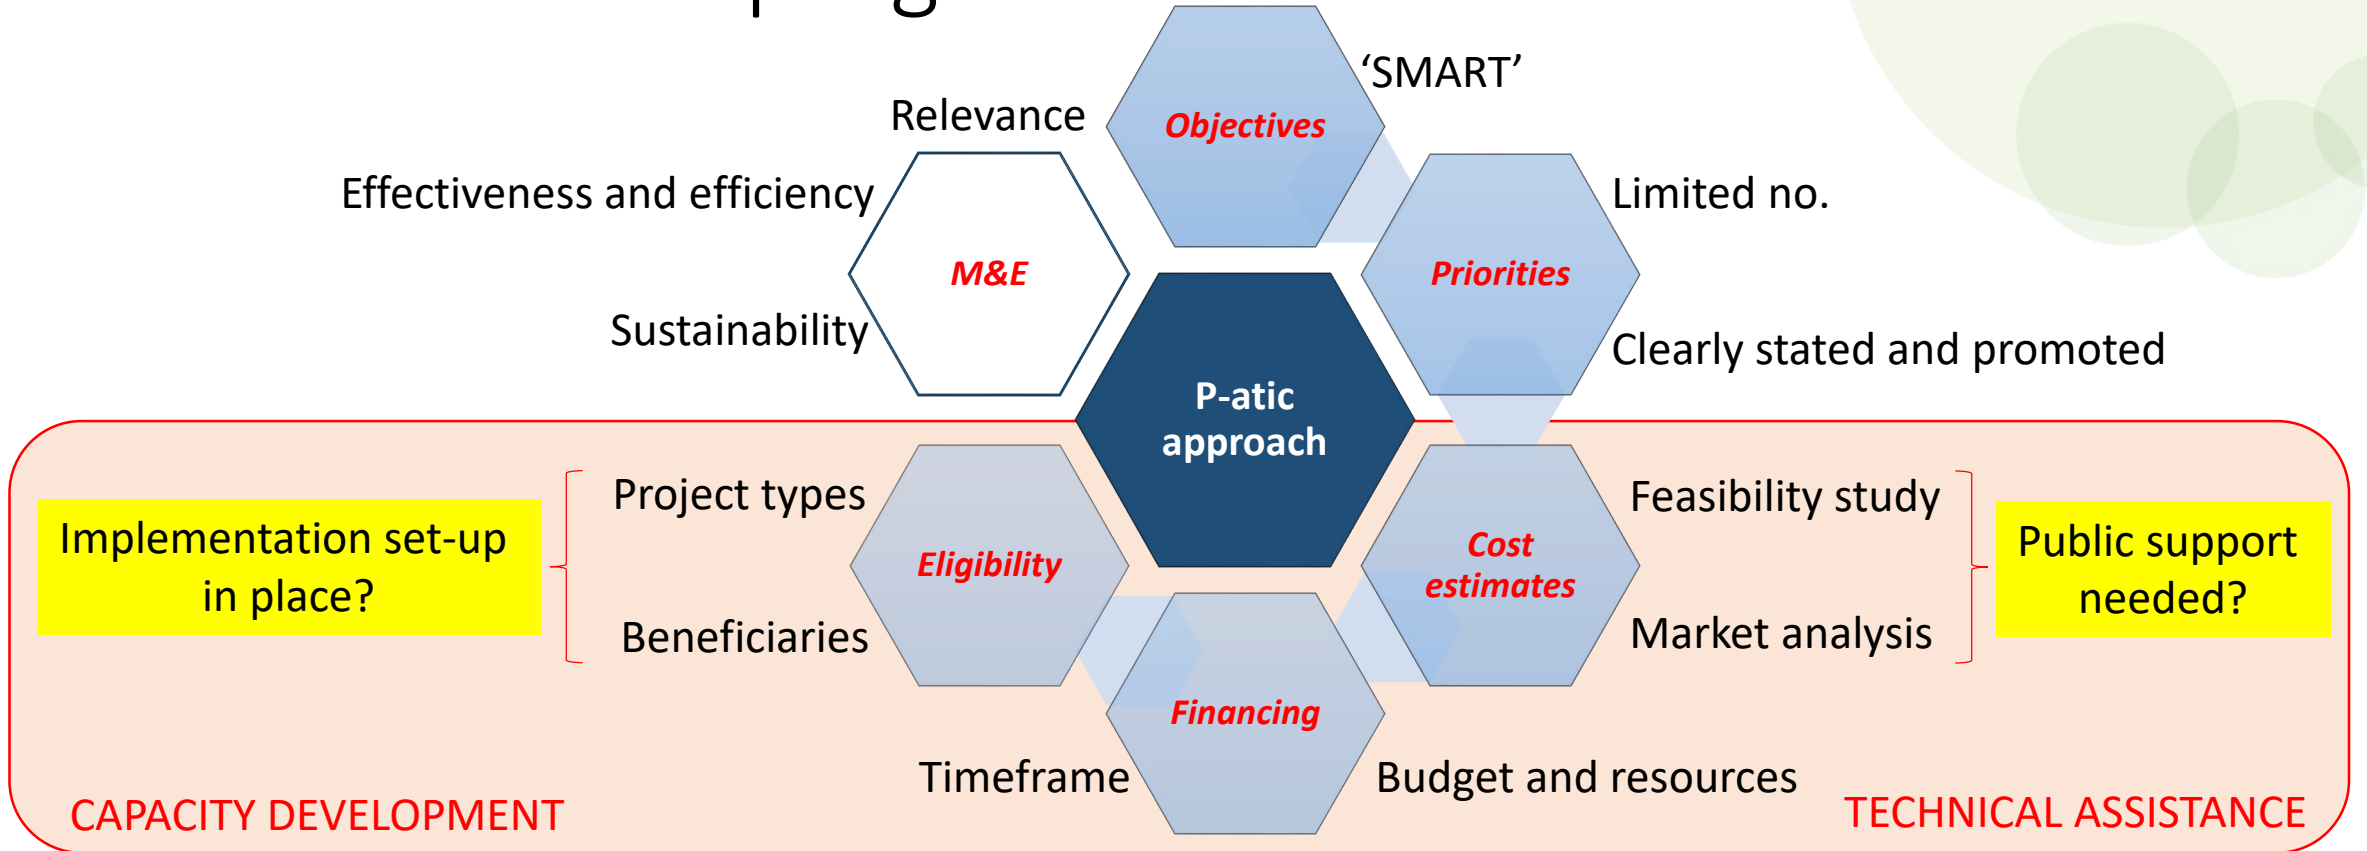 'SMART'
Relevance
Objectives
Effectiveness and efficiency
Limited no.
M&E
Priorities
Sustainability
Clearly stated and promoted
P-atic
approach
Project types
Feasibility study
Implementation set-up
in place?
Public support
needed?
Eligibility
Cost
estimates
Beneficiaries
Market analysis
Financing
Timeframe
Budget and resources
CAPACITY DEVELOPMENT
TECHNICAL ASSISTANCE